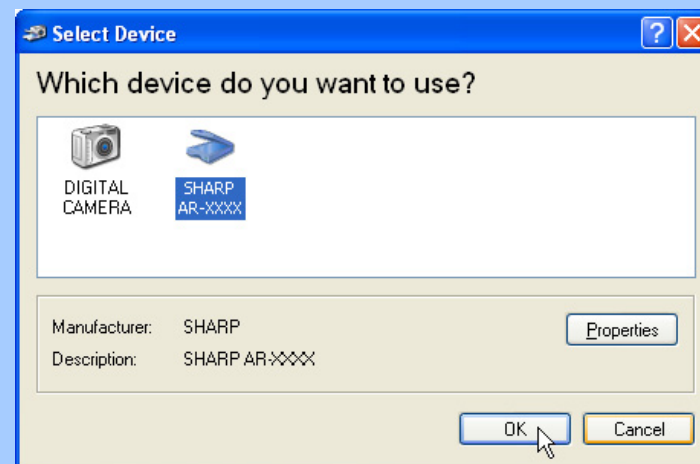 Select Device
Which device do you want to use?
DIGITAL
CAMERA
SHARP
AR-XXXX
Manufacturer: SHARP
Properties
Description: SHARP AR-XXXX
OK Cancel